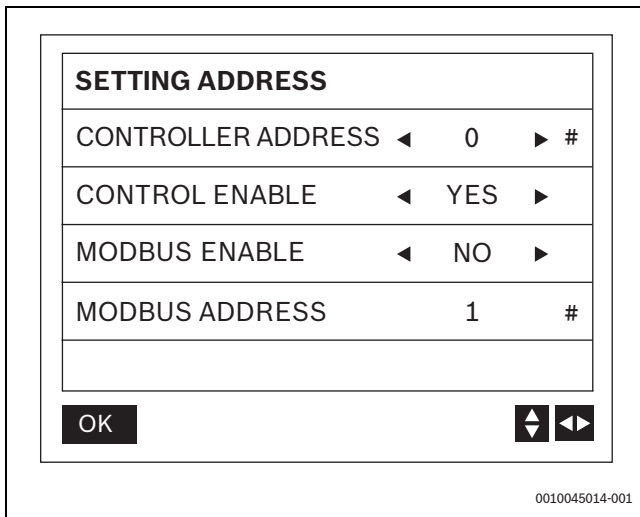 SETTING ADDRESS
CONTROLLER ADDRESS ◀ 0 ▶ #
CONTROL ENABLE ◀ YES ▶
MODBUS ENABLE ◀ NO ▶
MODBUS ADDRESS 1 #
OK
0010045014-001